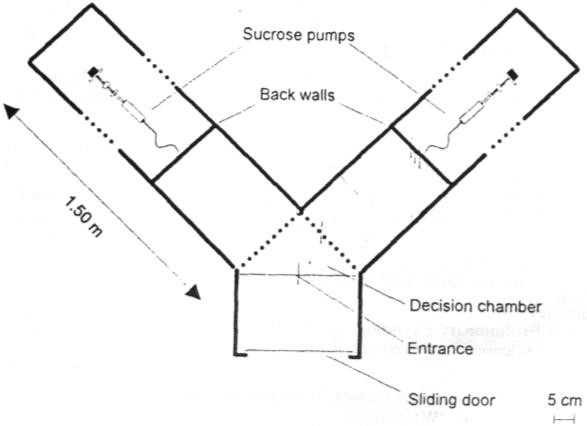 Sucrose pumps
Back walls
1.50 m
Decision chamber
Entrance
Sliding door
5 cm